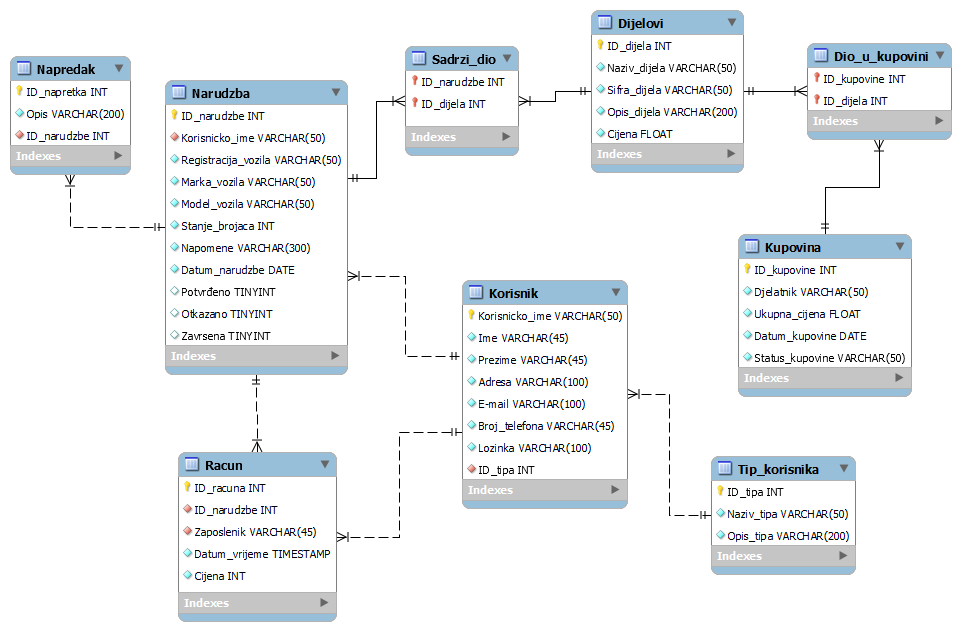 Napredak
ID_napretka INT
Opis VARCHAR(200)
ID_narudzbe INT
Indexes
Narudzba
ID_narudzbe INT
Korisnicko_ime VARCHAR(50)
Registracija_vozila VARCHAR(50)
Marka_vozila VARCHAR(50)
Model_vozila VARCHAR(50)
Stanje_brojaca INT
Napomene VARCHAR(300)
Datum_narudzbe DATE
Potvrđeno TINYINT
Otkazano TINYINT
Zavrsena TINYINT
Indexes
Sadrzi_dio
ID_narudzbe INT
ID_dijela INT
Indexes
Dijelovi
ID_dijela INT
Naziv_dijela VARCHAR(50)
Sifra_dijela VARCHAR(50)
Opis_dijela VARCHAR(200)
Cijena FLOAT
Indexes
Dio_u_kupovini
ID_kupovine INT
ID_dijela INT
Indexes
Kupovina
ID_kupovine INT
Djelatnik VARCHAR(50)
Ukupna_cijena FLOAT
Datum_kupovine DATE
Status_kupovine VARCHAR(50)
Indexes
Korisnik
Korisnicko_ime VARCHAR(50)
Ime VARCHAR(45)
Prezime VARCHAR(45)
Adresa VARCHAR(100)
E-mail VARCHAR(100)
Broj_telefona VARCHAR(45)
Lozinka VARCHAR(100)
ID_tipa INT
Indexes
Racun
ID_racuna INT
ID_narudzbe INT
Zaposlenik VARCHAR(45)
Datum_vrijeme TIMESTAMP
Cijena INT
Indexes
Tip_korisnika
ID_tipa INT
Naziv_tipa VARCHAR(50)
Opis_tipa VARCHAR(200)
Indexes